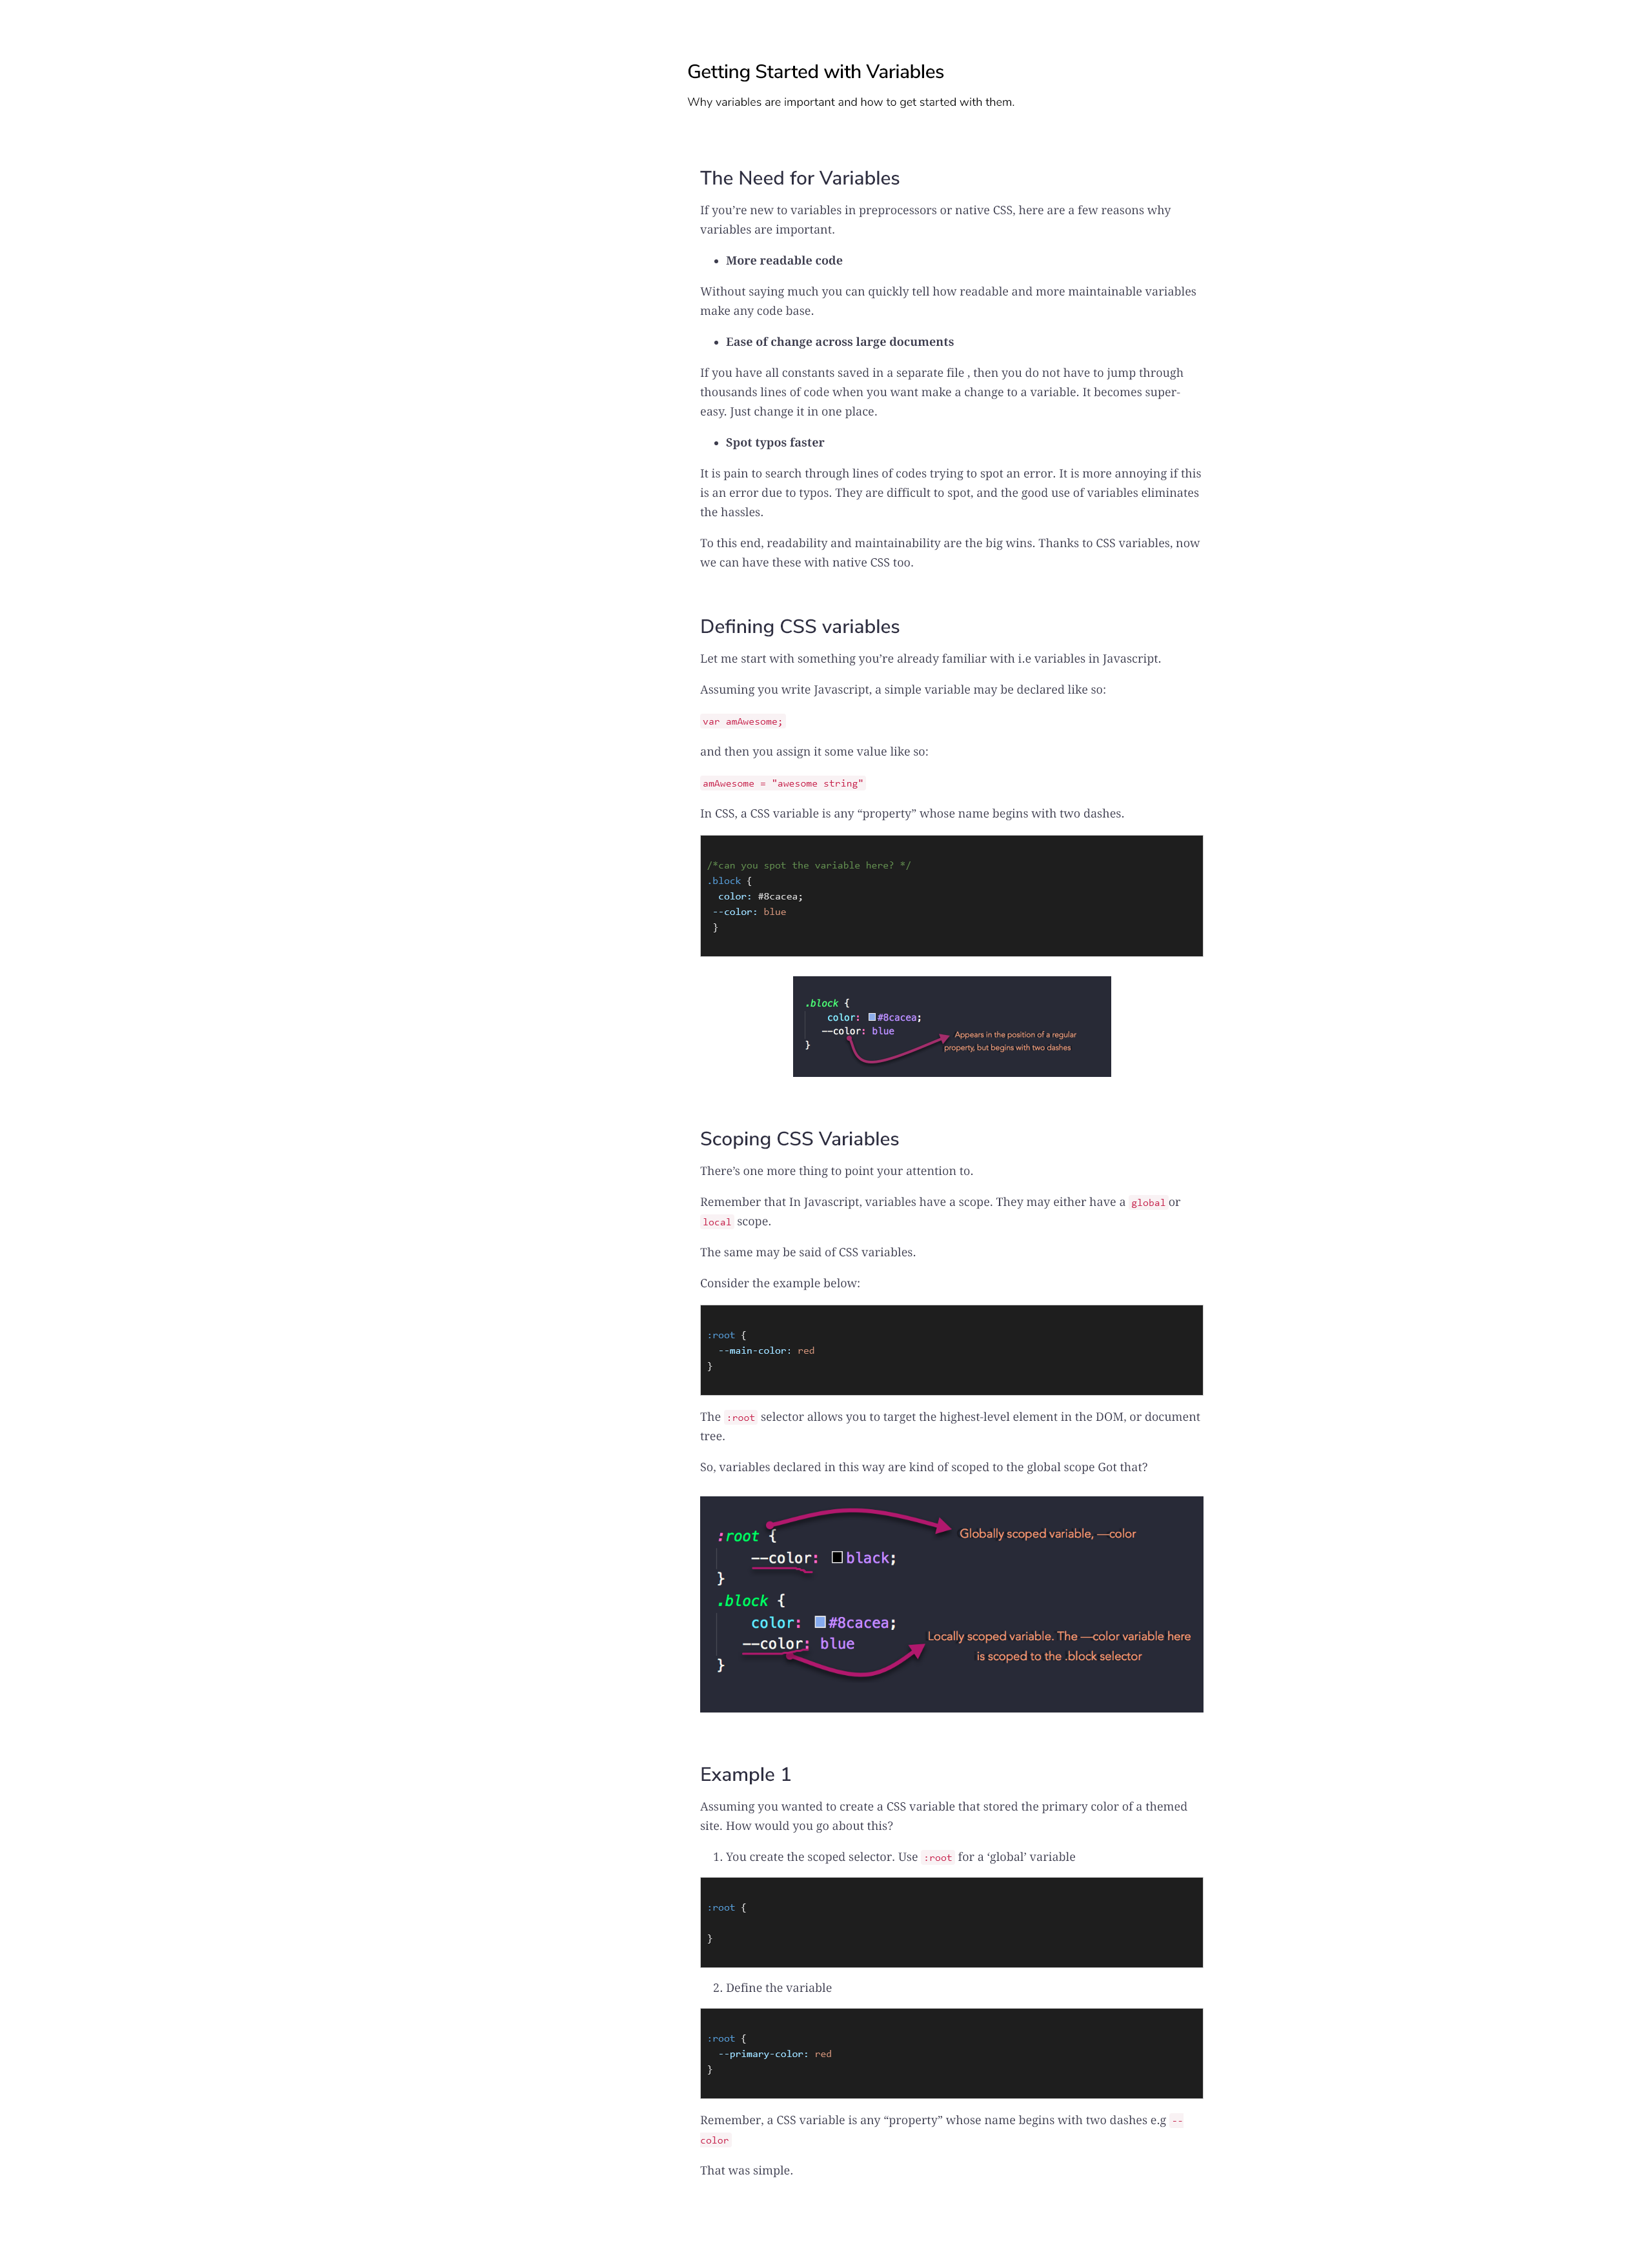 Getting Started with Variables
Why variables are important and how to get started with them.
The Need for Variables
If you’re new to variables in preprocessors or native CSS, here are a few reasons why
variables are important.
• More readable code
Without saying much you can quickly tell how readable and more maintainable variables
make any code base.
• Ease of change across large documents
If you have all constants saved in a separate file , then you do not have to jump through
thousands lines of code when you want make a change to a variable. It becomes super-
easy. Just change it in one place.
• Spot typos faster
It is pain to search through lines of codes trying to spot an error. It is more annoying if this
is an error due to typos. They are difficult to spot, and the good use of variables eliminates
the hassles.
To this end, readability and maintainability are the big wins. Thanks to CSS variables, now
we can have these with native CSS too.
Defining CSS variables
Let me start with something you’re already familiar with i.e variables in Javascript.
Assuming you write Javascript, a simple variable may be declared like so:
var amAwesome;
and then you assign it some value like so:
amAwesome = "awesome string"
In CSS, a CSS variable is any “property” whose name begins with two dashes.
/*can you spot the variable here? */
.block {
  color: #8cacea;
 --color: blue
 }
.block {
    color: #8cacea;
   --color: blue
}
Appears in the position of a regular
property, but begins with two dashes
Scoping CSS Variables
There’s one more thing to point your attention to.
Remember that In Javascript, variables have a scope. They may either have a global or
local scope.
The same may be said of CSS variables.
Consider the example below:
:root {
  --main-color: red
}
The :root selector allows you to target the highest-level element in the DOM, or document
tree.
So, variables declared in this way are kind of scoped to the global scope Got that?
:root {
    --color: black;
}
.block {
    color: #8cacea;
   --color: blue
}
Globally scoped variable, —color
Locally scoped variable. The —color variable here
is scoped to the .block selector
Example 1
Assuming you wanted to create a CSS variable that stored the primary color of a themed
site. How would you go about this?
1. You create the scoped selector. Use :root for a ‘global’ variable
:root {
}
2. Define the variable
:root {
  --primary-color: red
}
Remember, a CSS variable is any “property” whose name begins with two dashes e.g --
color
That was simple.